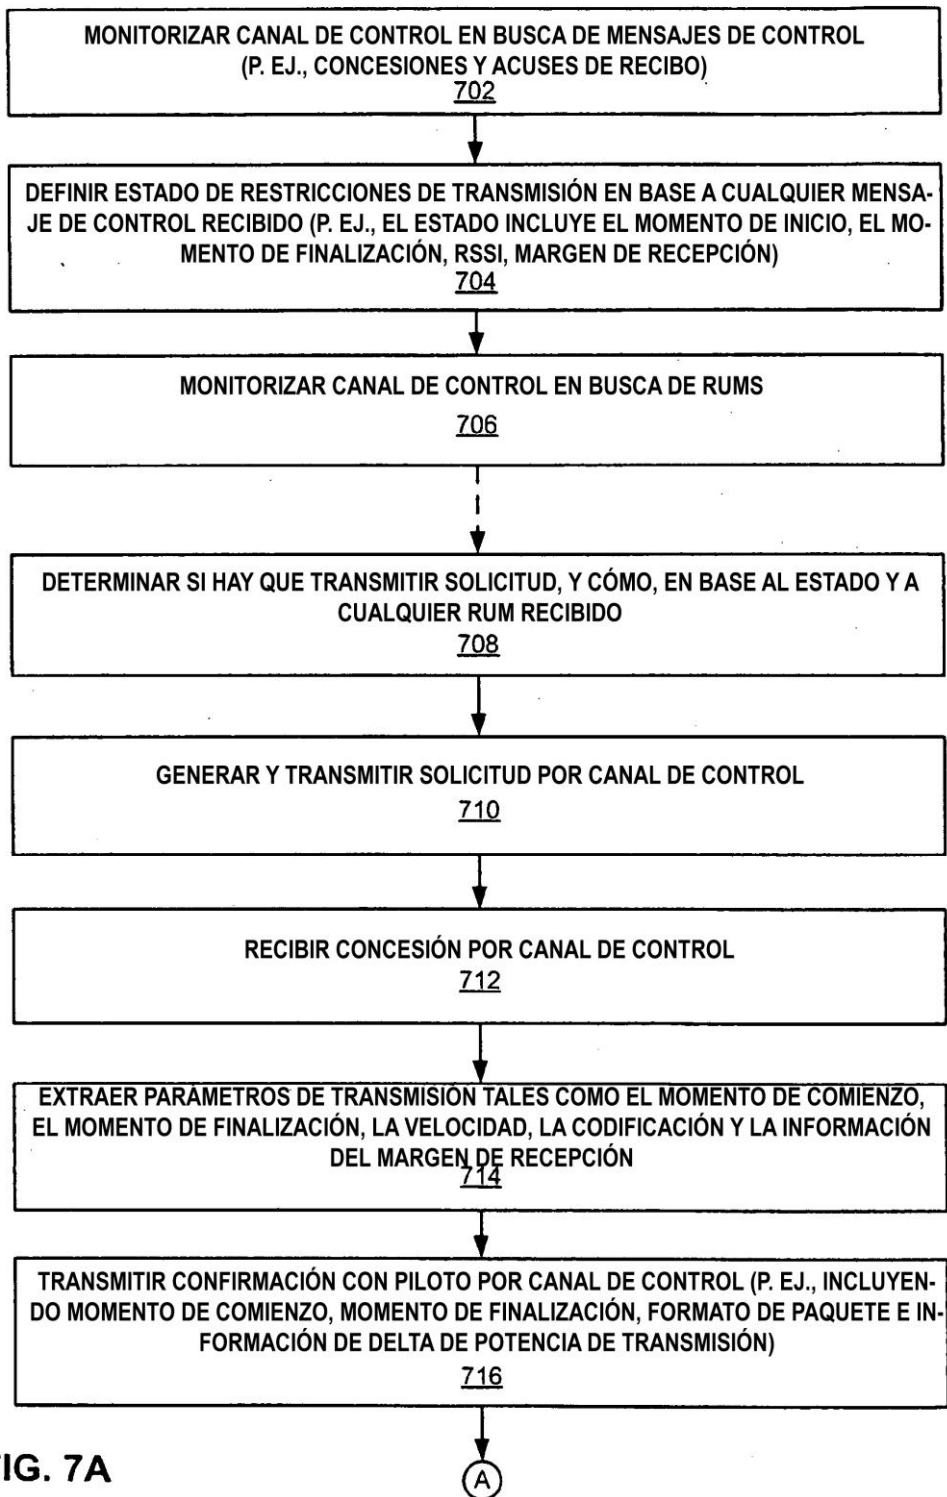 MONITORIZAR CANAL DE CONTROL EN BUSCA DE MENSAJES DE CONTROL
(P. EJ., CONCESIONES Y ACUSES DE RECIBO)
702
DEFINIR ESTADO DE RESTRICCIONES DE TRANSMISIÓN EN BASE A CUALQUIER MENSA-
JE DE CONTROL RECIBIDO (P. EJ., EL ESTADO INCLUYE EL MOMENTO DE INICIO, EL MO-
MENTO DE FINALIZACIÓN, RSSI, MARGEN DE RECEPCIÓN)
704
MONITORIZAR CANAL DE CONTROL EN BUSCA DE RUMS
706
DETERMINAR SI HAY QUE TRANSMITIR SOLICITUD, Y CÓMO, EN BASE AL ESTADO Y A
CUALQUIER RUM RECIBIDO
708
GENERAR Y TRANSMITIR SOLICITUD POR CANAL DE CONTROL
710
RECIBIR CONCESIÓN POR CANAL DE CONTROL
712
EXTRAER PARÁMETROS DE TRANSMISIÓN TALES COMO EL MOMENTO DE COMIENZO,
EL MOMENTO DE FINALIZACIÓN, LA VELOCIDAD, LA CODIFICACIÓN Y LA INFORMACIÓN
DEL MARGEN DE RECEPCIÓN
714
TRANSMITIR CONFIRMACIÓN CON PILOTO POR CANAL DE CONTROL (P. EJ., INCLUYEN-
DO MOMENTO DE COMIENZO, MOMENTO DE FINALIZACIÓN, FORMATO DE PAQUETE E IN-
FORMACIÓN DE DELTA DE POTENCIA DE TRANSMISIÓN)
716
FIG. 7A
A